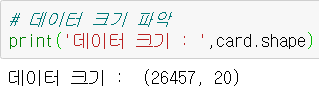 # 데이터 크기 파악
print('데이터 크기 : ',card.shape)
데이터 크기 :  (26457, 20)